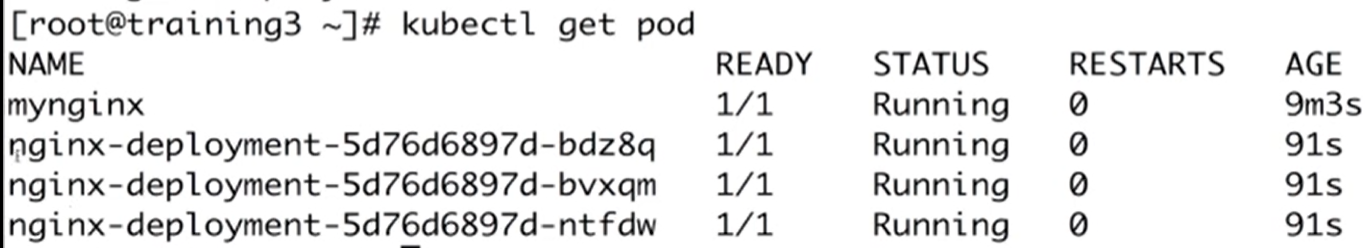 [root@training3 ~]# kubectl get pod
NAME READY STATUS RESTARTS AGE
mynginx 1/1 Running 0 9m3s
nginx-deployment-5d76d6897d-bdz8q 1/1 Running 0 91s
nginx-deployment-5d76d6897d-bvxqm 1/1 Running 0 91s
nginx-deployment-5d76d6897d-ntfdw 1/1 Running 0 91s